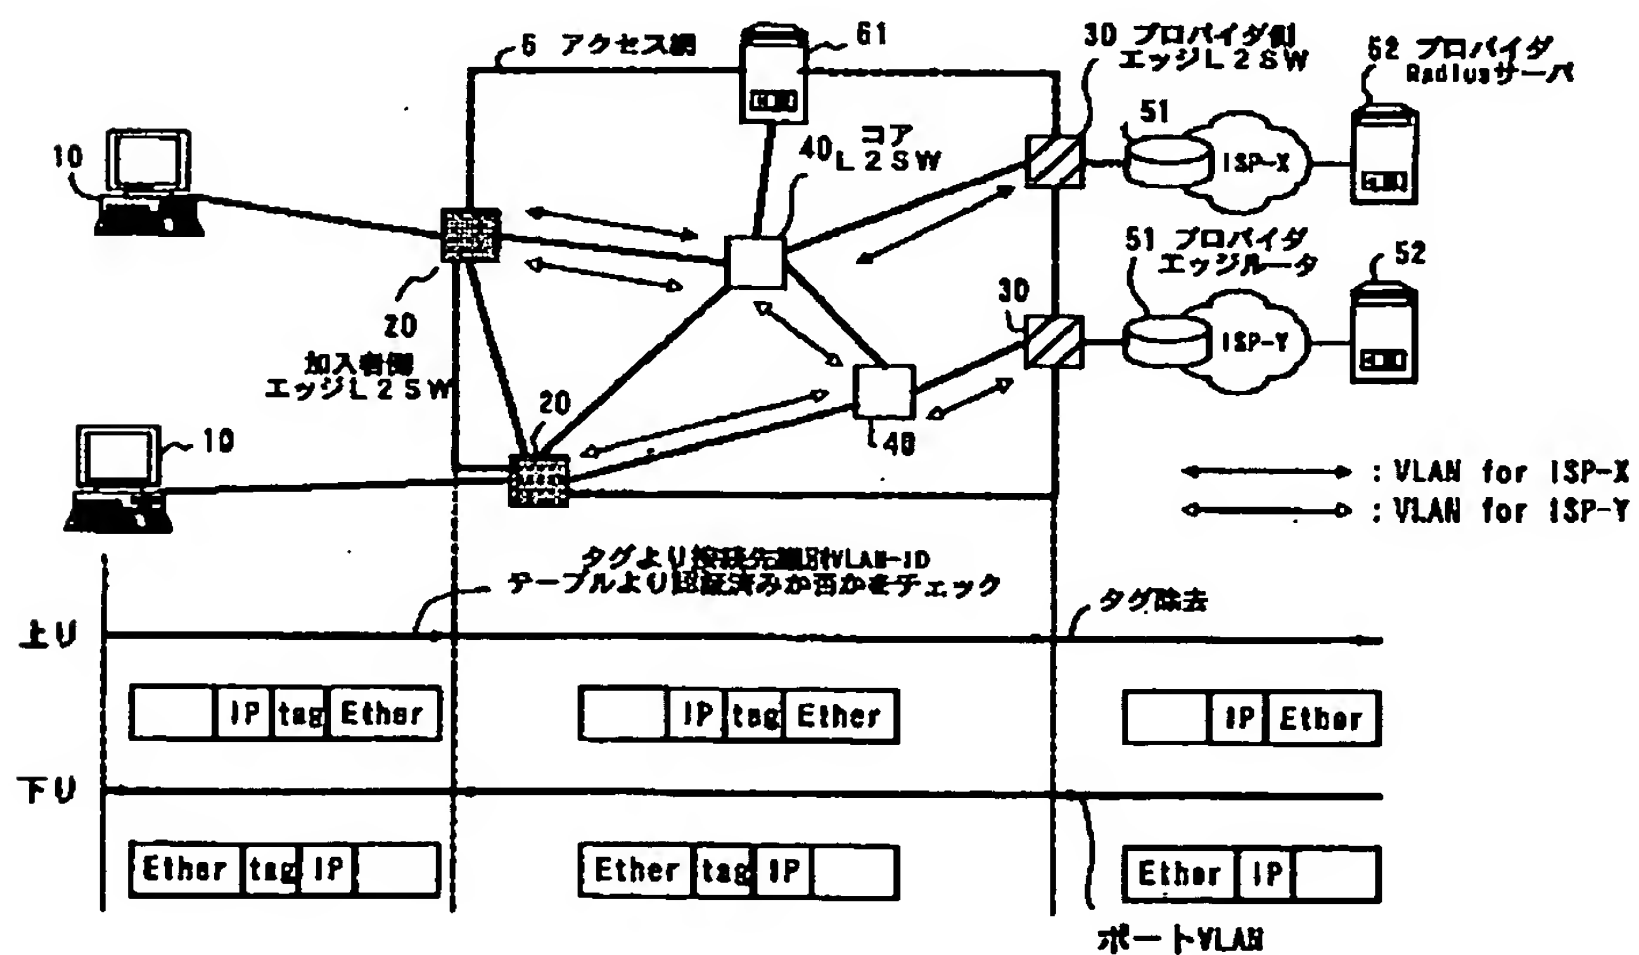 6 アクセス網
61
30 プロバイダ側
エッジL2SW
52 プロバイダ
Radiusサーバ
10
40 コア
L2SW
51
ISP-X
20
加入者側
エッジL2SW
51 プロバイダ
エッジルータ
52
30
ISP-Y
20
40
10
: VLAN for ISP-X
: VLAN for ISP-Y
タグより接続先識別VLAN-ID
テーブルより認証済みか否かをチェック
タグ除去
上り
IP tag Ether
IP tag Ether
IP Ether
下り
Ether tag IP
Ether tag IP
Ether IP
ポートVLAN